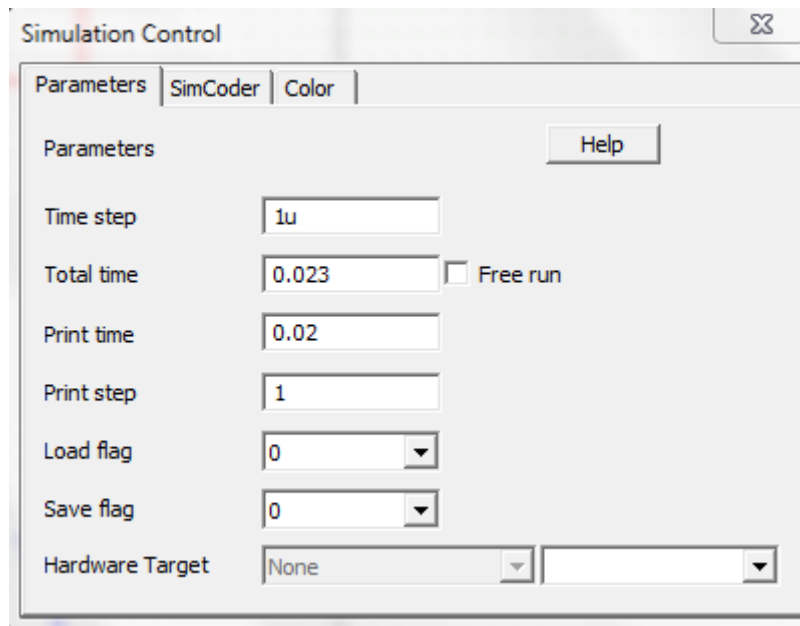 Simulation Control
Parameters SimCoder Color
Parameters Help
Time step 1u
Total time 0.023 Free run
Print time 0.02
Print step 1
Load flag 0
Save flag 0
Hardware Target None